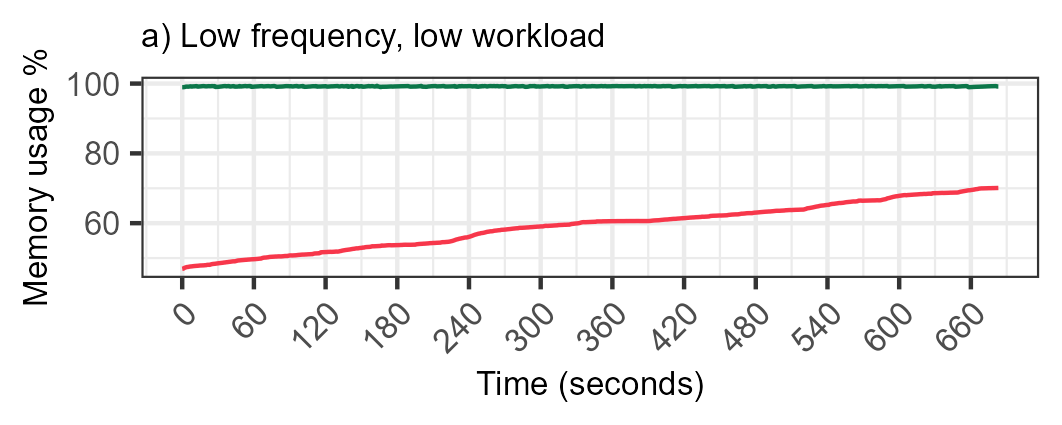 a) Low frequency, low workload
Memory usage %
100
80
60
0 60 120 180 240 300 360 420 480 540 600 660
Time (seconds)